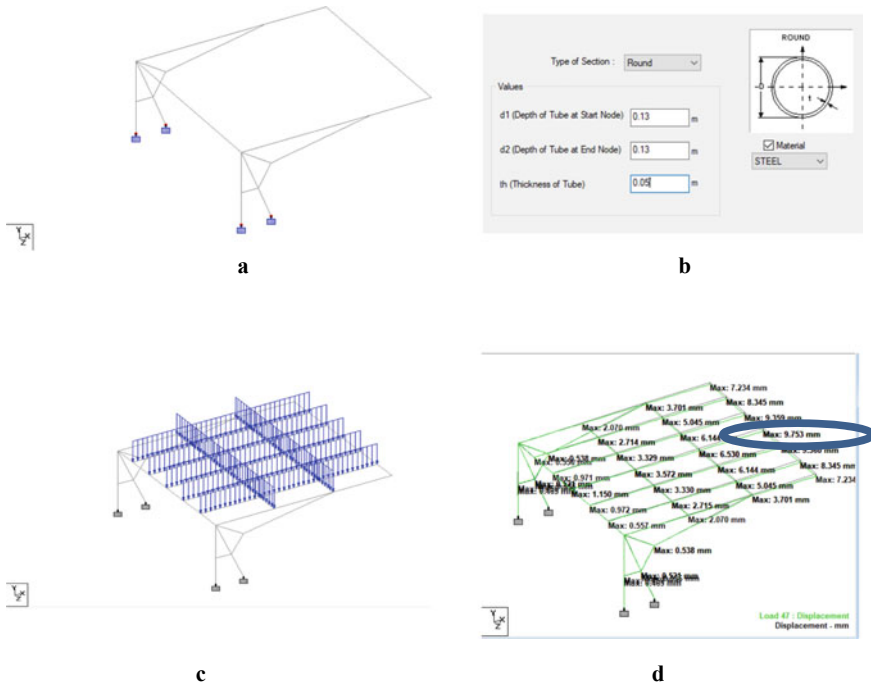 ROUND
Type of Section : Round
Values
d1 (Depth of Tube at Start Node) 0.13 m
d2 (Depth of Tube at End Node) 0.13 m
th (Thickness of Tube) 0.05 m
D
t
Material
STEEL
Y
X
Z
a
b
Max: 7.234 mm
Max: 8.345 mm
Max: 3.701 mm
Max: 9.359 mm
Max: 5.045 mm
Max: 2.070 mm
Max: 9.753 mm
Max: 6.144
Max: 2.714 mm
Max: 6.530 mm
Max: 0.538 mm
Max: 3.329 mm
Max: 8.345 mm
Max: 6.144 mm
Max: 0.971 mm
Max: 3.572 mm
Max: 7.234
Max: 5.045 mm
Max: 1.150 mm
Max: 3.330 mm
Max: 3.701 mm
Max: 0.972 mm
Max: 2.715 mm
Max: 0.557 mm
Max: 2.070 mm
Max: 0.538 mm
Load 47 : Displacement
Displacement - mm
Y
X
Z
Y
X
Z
c
d